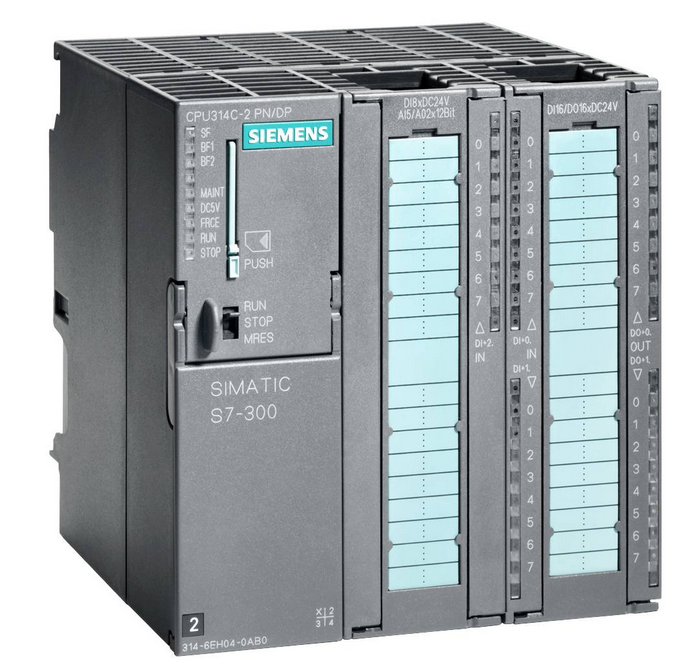 CPU314C-2 PN/DP
SIEMENS
SF
BF1
BF2
MAINT
DC5V
FRCE
RUN
STOP
PUSH
RUN
STOP
MRES
SIMATIC
S7-300
2
X 2
3 4
314-6EH04-0AB0
DI8xDC24V
AI5/AO2x12Bit
0
1
2
3
4
5
6
7
DI+2.
IN
DI16/DO16xDC24V
0
1
2
3
4
5
6
7
DI+0.
IN
DI+1.
0
1
2
3
4
5
6
7
0
1
2
3
4
5
6
7
DO+0.
OUT
DO+1.
0
1
2
3
4
5
6
7